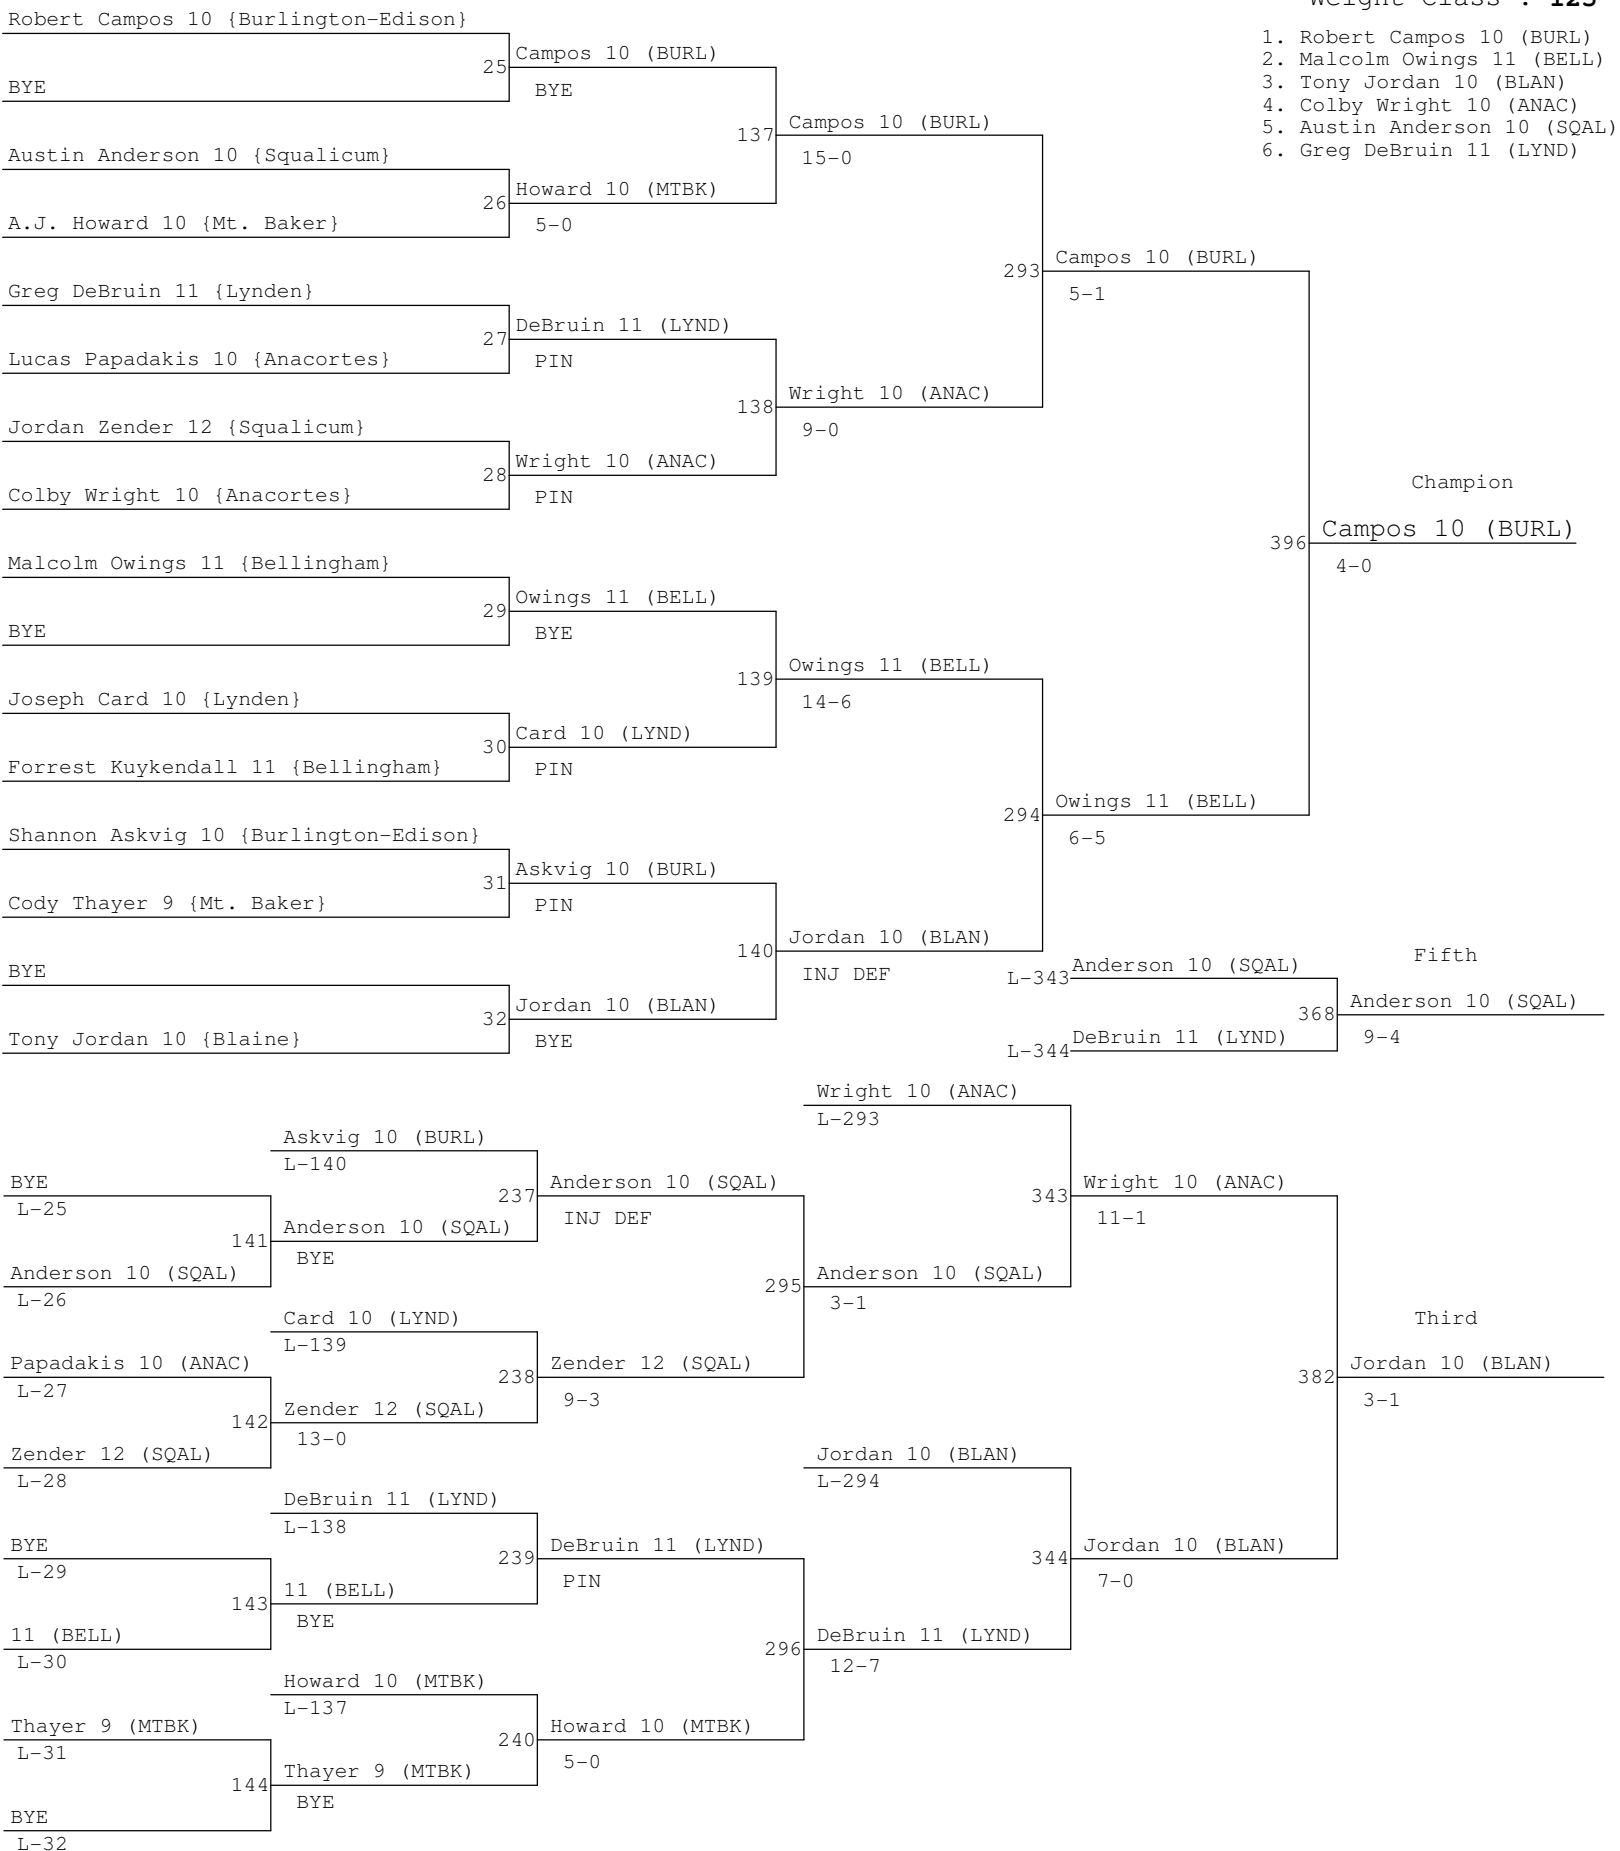 Weight Class : 125
1. Robert Campos 10 (BURL)
2. Malcolm Owings 11 (BELL)
3. Tony Jordan 10 (BLAN)
4. Colby Wright 10 (ANAC)
5. Austin Anderson 10 (SQAL)
6. Greg DeBruin 11 (LYND)
Robert Campos 10 {Burlington-Edison}
25
Campos 10 (BURL)
BYE
BYE
137
Campos 10 (BURL)
15-0
Austin Anderson 10 {Squalicum}
26
Howard 10 (MTBK)
5-0
A.J. Howard 10 {Mt. Baker}
293
Campos 10 (BURL)
5-1
Greg DeBruin 11 {Lynden}
27
DeBruin 11 (LYND)
PIN
Lucas Papadakis 10 {Anacortes}
138
Wright 10 (ANAC)
9-0
Jordan Zender 12 {Squalicum}
28
Wright 10 (ANAC)
PIN
Colby Wright 10 {Anacortes}
Champion
396
Campos 10 (BURL)
4-0
Malcolm Owings 11 {Bellingham}
29
Owings 11 (BELL)
BYE
BYE
139
Owings 11 (BELL)
14-6
Joseph Card 10 {Lynden}
30
Card 10 (LYND)
PIN
Forrest Kuykendall 11 {Bellingham}
294
Owings 11 (BELL)
6-5
Shannon Askvig 10 {Burlington-Edison}
31
Askvig 10 (BURL)
PIN
Cody Thayer 9 {Mt. Baker}
140
Jordan 10 (BLAN)
INJ DEF
BYE
32
Jordan 10 (BLAN)
BYE
Tony Jordan 10 {Blaine}
Fifth
L-343
Anderson 10 (SQAL)
368
Anderson 10 (SQAL)
9-4
L-344
DeBruin 11 (LYND)
Wright 10 (ANAC)
L-293
Askvig 10 (BURL)
L-140
BYE
L-25
237
Anderson 10 (SQAL)
INJ DEF
343
Wright 10 (ANAC)
11-1
141
Anderson 10 (SQAL)
BYE
Anderson 10 (SQAL)
L-26
295
Anderson 10 (SQAL)
3-1
Card 10 (LYND)
L-139
Third
Papadakis 10 (ANAC)
L-27
238
Zender 12 (SQAL)
9-3
382
Jordan 10 (BLAN)
3-1
142
Zender 12 (SQAL)
13-0
Zender 12 (SQAL)
L-28
Jordan 10 (BLAN)
L-294
DeBruin 11 (LYND)
L-138
BYE
L-29
239
DeBruin 11 (LYND)
PIN
344
Jordan 10 (BLAN)
7-0
143
11 (BELL)
BYE
11 (BELL)
L-30
296
DeBruin 11 (LYND)
12-7
Howard 10 (MTBK)
L-137
Thayer 9 (MTBK)
L-31
240
Howard 10 (MTBK)
5-0
144
Thayer 9 (MTBK)
BYE
BYE
L-32